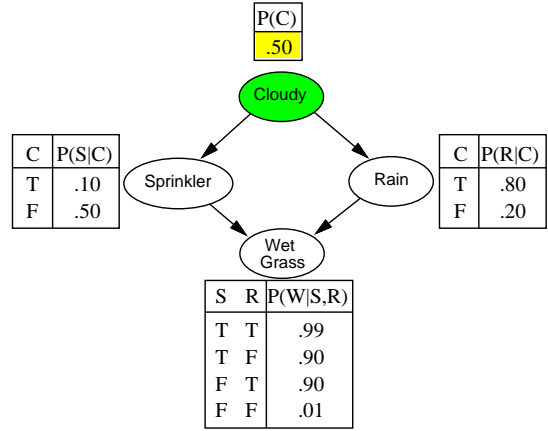 P(C)
.50
Cloudy
C P(S|C)
T .10
F .50
Sprinkler
Rain
C P(R|C)
T .80
F .20
Wet
Grass
S R P(W|S,R)
T T .99
T F .90
F T .90
F F .01